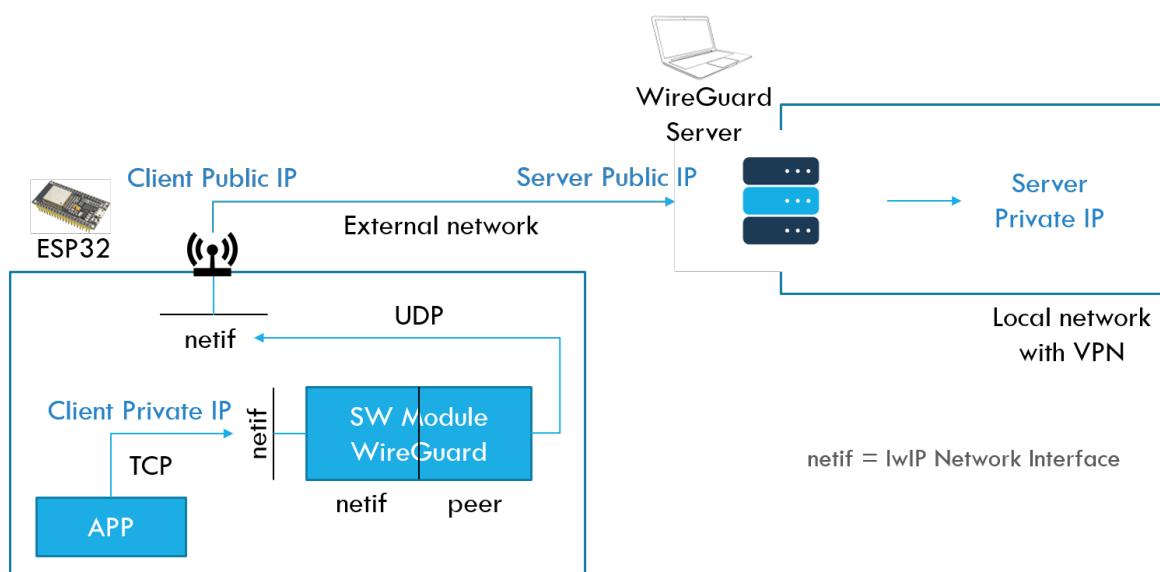 WireGuard
Server
Client Public IP
Server Public IP
Server
Private IP
ESP32
External network
UDP
netif
Local network
with VPN
Client Private IP
netif
SW Module
WireGuard
TCP
netif = lwIP Network Interface
netif
peer
APP